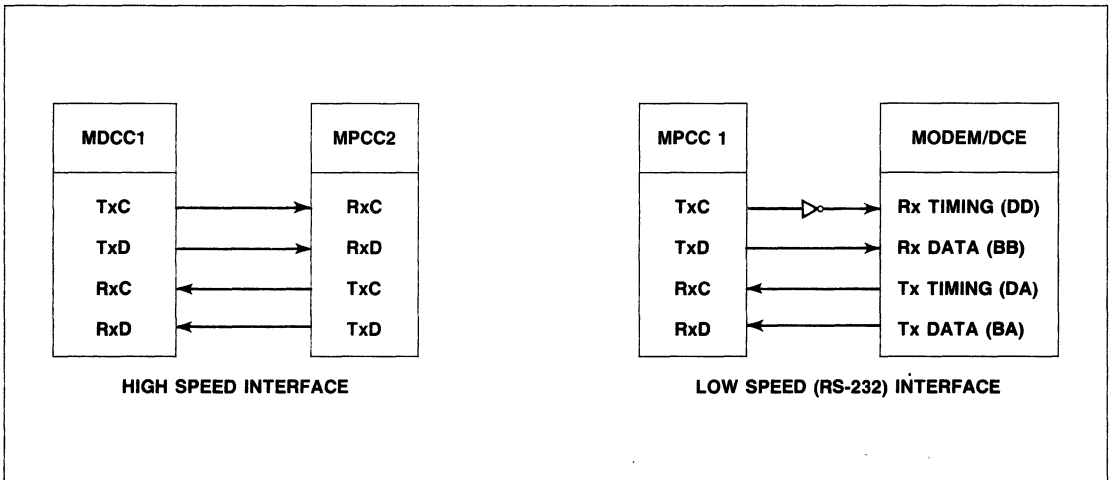 MDCC1
TxC
TxD
RxC
RxD
MPCC2
RxC
RxD
TxC
TxD
HIGH SPEED INTERFACE
MPCC 1
TxC
TxD
RxC
RxD
MODEM/DCE
Rx TIMING (DD)
Rx DATA (BB)
Tx TIMING (DA)
Tx DATA (BA)
LOW SPEED (RS-232) INTERFACE